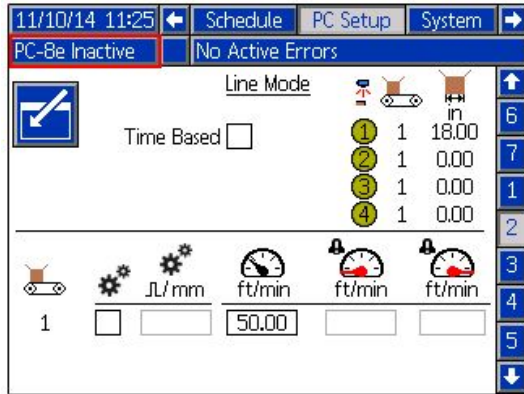 11/10/14 11:25 Schedule PC Setup System
PC-8e Inactive No Active Errors
Line Mode
in
Time Based 1 1 18.00
2 1 0.00
3 1 0.00
4 1 0.00
6
7
1
2
3
4
5
/mm ft/min ft/min ft/min
1 50.00